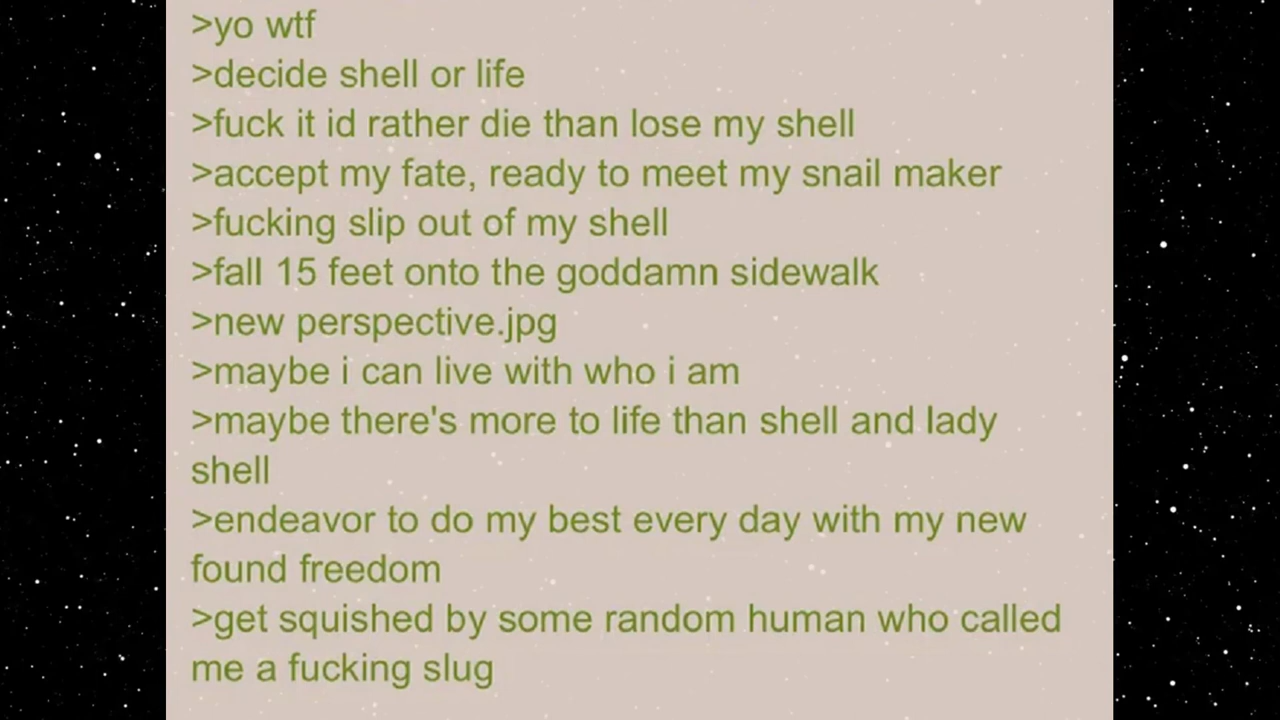 >yo wtf
>decide shell or life
>fuck it id rather die than lose my shell
>accept my fate, ready to meet my snail maker
>fucking slip out of my shell
>fall 15 feet onto the goddamn sidewalk
>new perspective.jpg
>maybe i can live with who i am
>maybe there's more to life than shell and lady
shell
>endeavor to do my best every day with my new
found freedom
>get squished by some random human who called
me a fucking slug